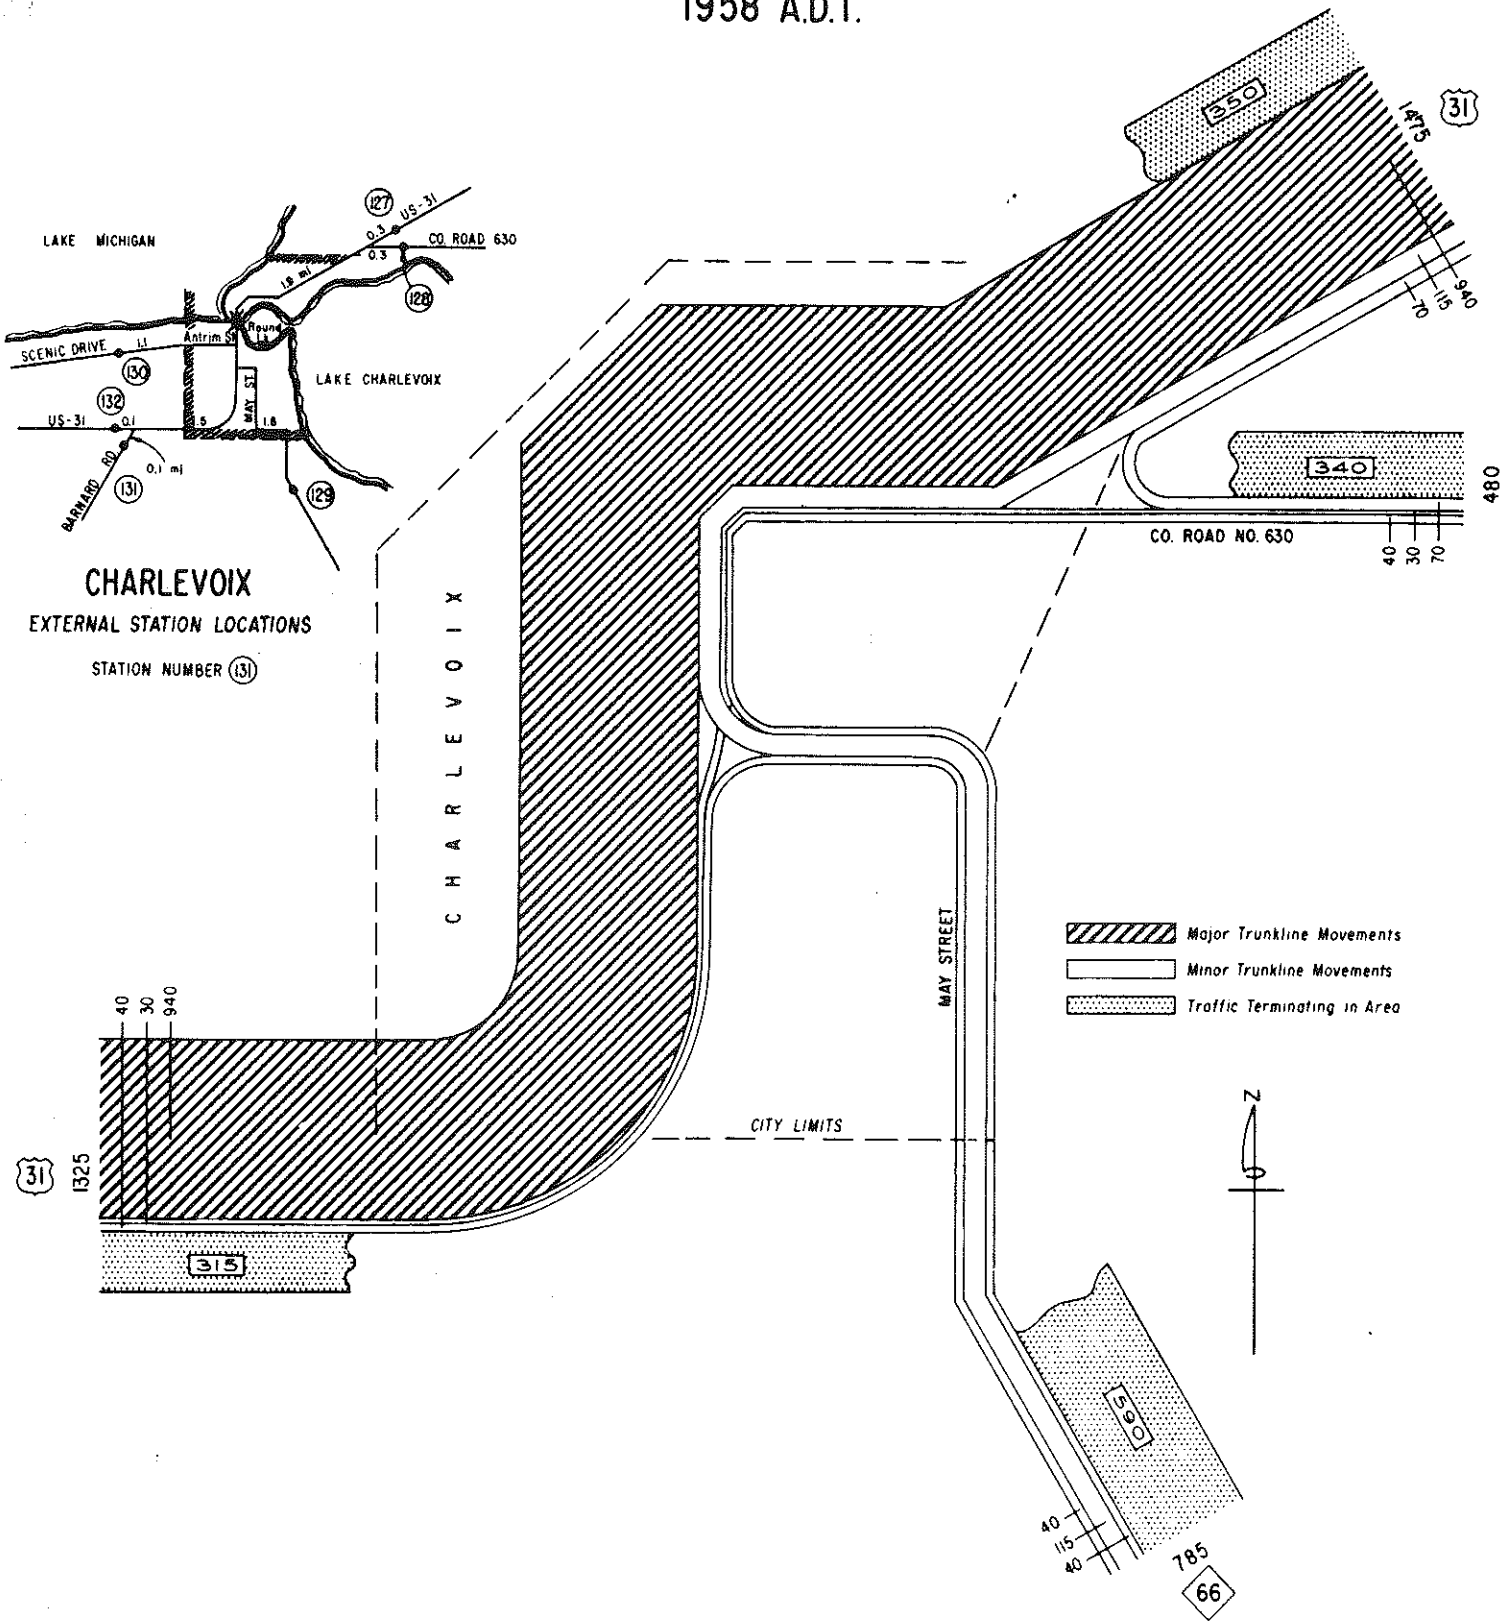 1958 A.D.T.
350
1475
31
940
115
70
127
US-31
LAKE MICHIGAN
0.3
CO. ROAD 630
0.3
1.9 mi
128
Round
Antrim St
SCENIC DRIVE 1.1
130
LAKE CHARLEVOIX
132
MAY ST.
US-31 0.1 .5 1.8
0.1 mi
BARNARD RD
131
129
340
480
CO. ROAD NO. 630
40
30
70
CHARLEVOIX
EXTERNAL STATION LOCATIONS
STATION NUMBER 131
CHARLEVOIX
MAY STREET
Major Trunkline Movements
Minor Trunkline Movements
Traffic Terminating in Area
40
30
940
N
CITY LIMITS
31
1325
315
590
40
115
40
785
66